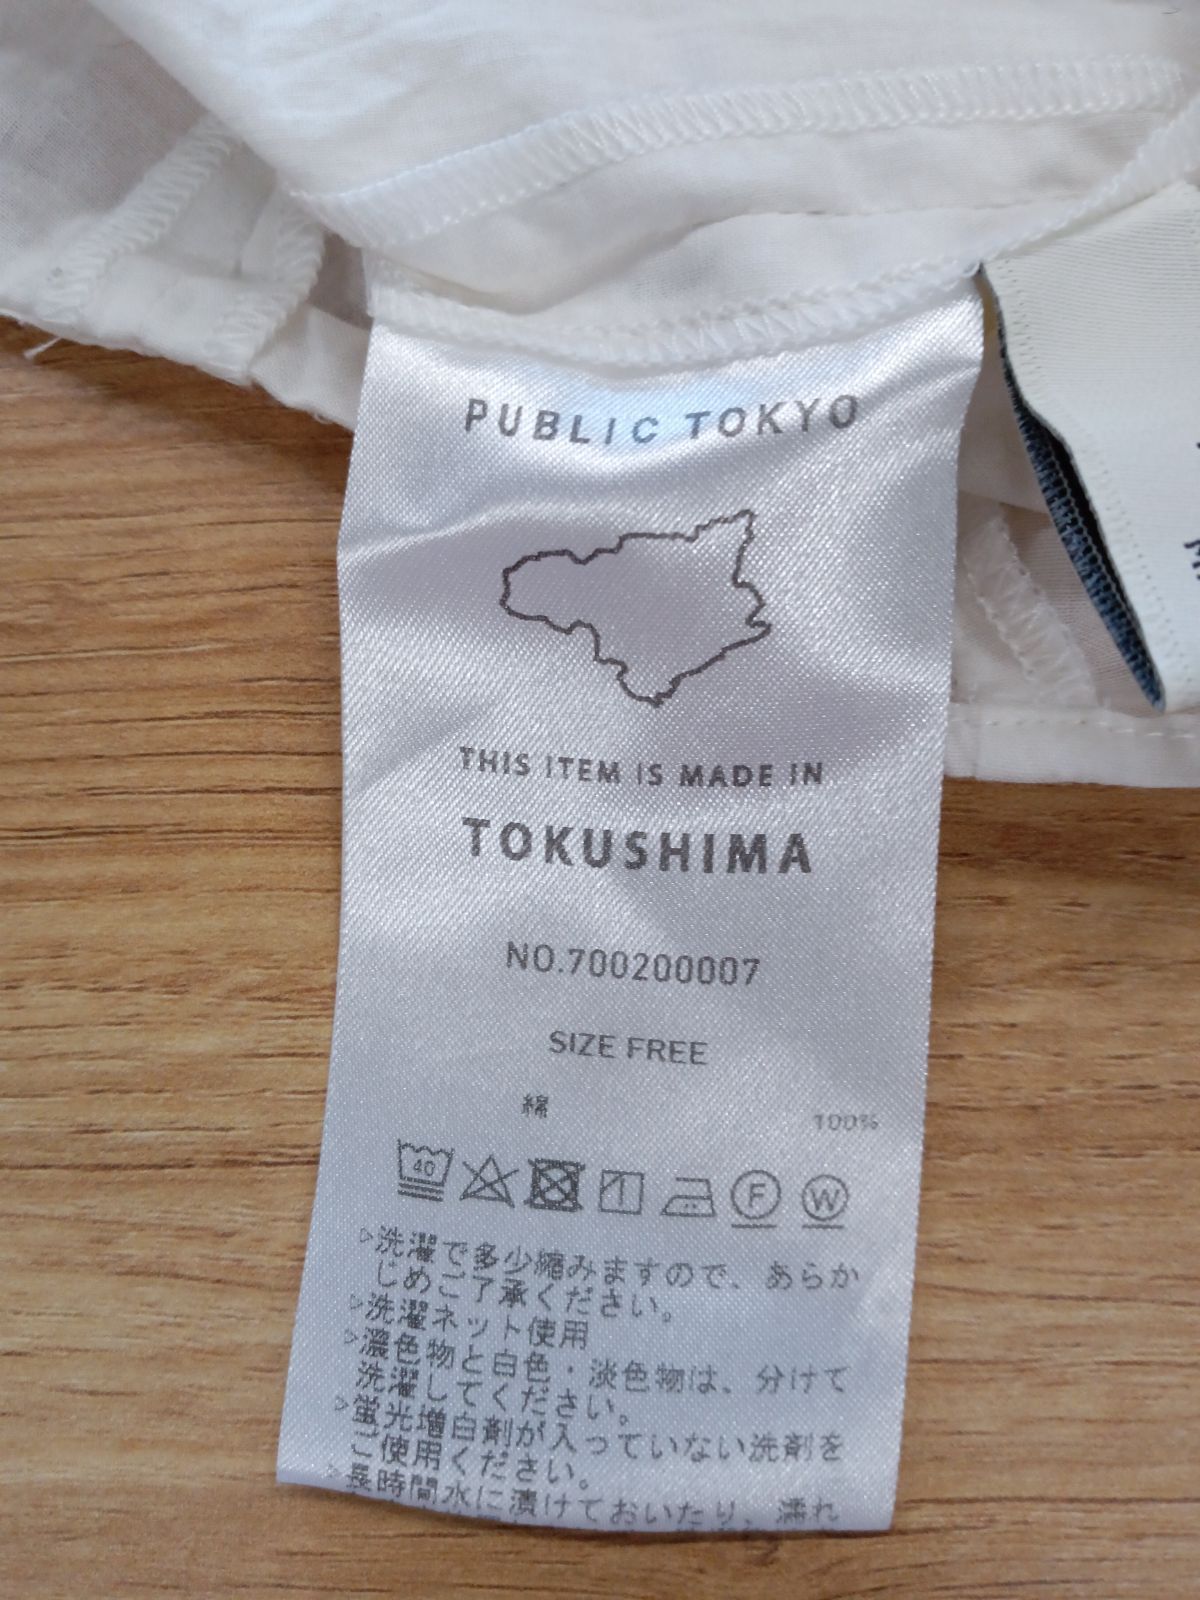 PUBLIC TOKYO
THIS ITEM IS MADE IN
TOKUSHIMA
NO.700200007
SIZE FREE
綿 100%
40
F
W
▷洗濯で多少縮みますので、あらか
じめご了承ください。
▷洗濯ネット使用
▷濃色物と白色・淡色物は、分けて
洗濯してください。
▷蛍光増白剤が入っていない洗剤を
ご使用ください。
▷長時間水に漬けておいたり、濡れ